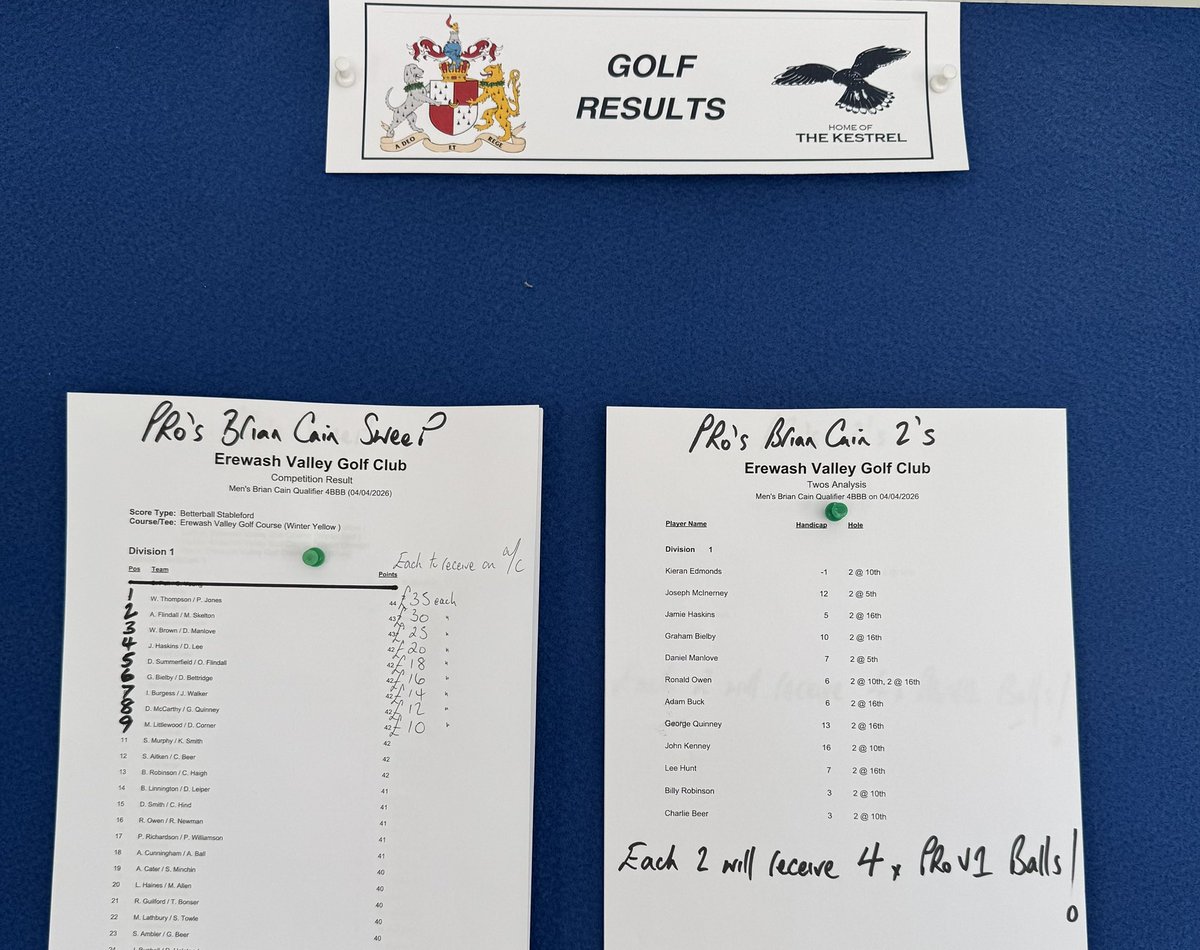 GOLF
RESULTS
A DEO ET REGE
HOME OF
THE KESTREL
PRO's Brian Cain Sweep
Erewash Valley Golf Club
Competition Result
Men's Brian Cain Qualifier 4BBB (04/04/2026)
Score Type: Betterball Stableford
Course/Tee: Erewash Valley Golf Course (Winter Yellow )
Division 1
Each to receive on a/c
Pos Team Points
1 W. Thompson / P. Jones 44 £35 each
2 A. Flindall / M. Skelton 43 £30 "
3 W. Brown / D. Manlove 43 £25 "
4 J. Haskins / D. Lee 42 £20 "
5 D. Summerfield / O. Flindall 42 £18 "
6 G. Bielby / D. Bettridge 42 £16 "
7 I. Burgess / J. Walker 42 £14 "
8 D. McCarthy / G. Quinney 42 £12 "
9 M. Littlewood / D. Corner 42 £10 "
11 S. Murphy / K. Smith 42
12 S. Aitken / C. Beer 42
13 B. Robinson / C. Haigh 42
14 B. Linnington / D. Leiper 41
15 D. Smith / C. Hind 41
16 R. Owen / R. Newman 41
17 P. Richardson / P. Williamson 41
18 A. Cunningham / A. Ball 41
19 A. Cater / S. Minchin 40
20 L. Haines / M. Allen 40
21 R. Guilford / T. Bonser 40
22 M. Lathbury / S. Towle 40
23 S. Ambler / G. Beer 40
PRO's Brian Cain 2's
Erewash Valley Golf Club
Twos Analysis
Men's Brian Cain Qualifier 4BBB on 04/04/2026
Player Name Handicap Hole
Division 1
Kieran Edmonds -1 2 @ 10th
Joseph McInerney 12 2 @ 5th
Jamie Haskins 5 2 @ 16th
Graham Bielby 10 2 @ 16th
Daniel Manlove 7 2 @ 5th
Ronald Owen 6 2 @ 10th, 2 @ 16th
Adam Buck 6 2 @ 16th
George Quinney 13 2 @ 16th
John Kenney 16 2 @ 10th
Lee Hunt 7 2 @ 16th
Billy Robinson 3 2 @ 10th
Charlie Beer 3 2 @ 10th
Each 2 will receive 4 x PRO V1 Balls!